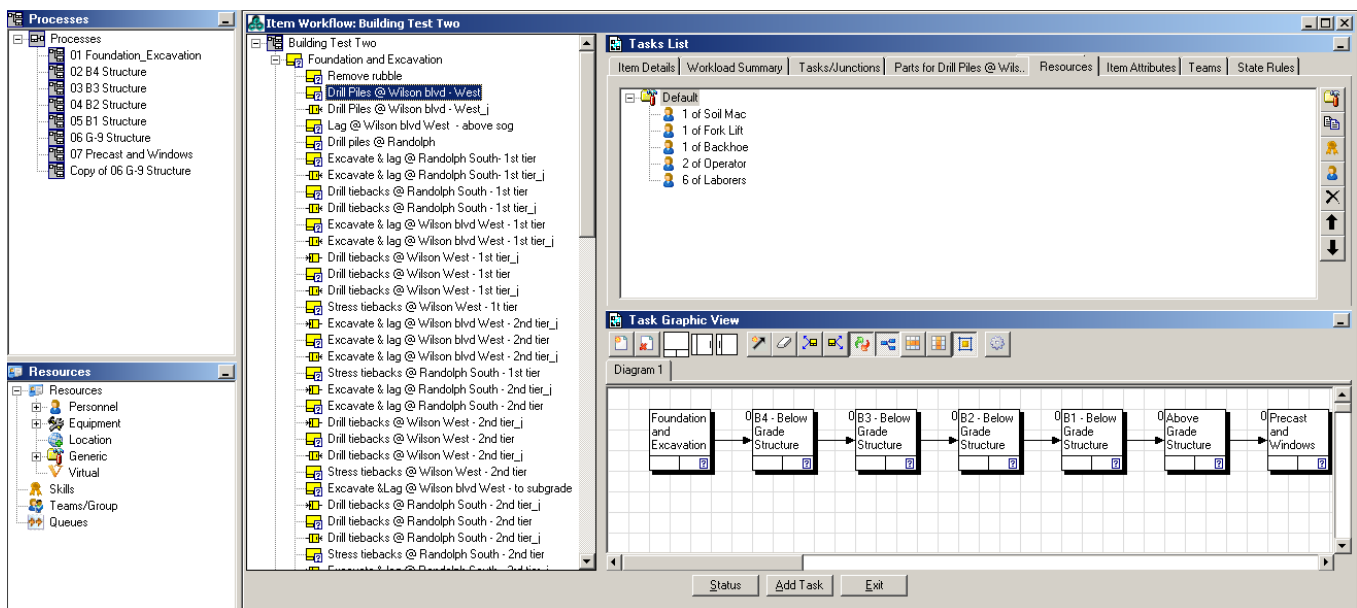 Processes
Processes
01 Foundation_Excavation
02 B4 Structure
03 B3 Structure
04 B2 Structure
05 B1 Structure
06 G-9 Structure
07 Precast and Windows
Copy of 06 G-9 Structure
Resources
Resources
Personnel
Equipment
Location
Generic
Virtual
Skills
Teams/Group
Queues
Item Workflow: Building Test Two
Building Test Two
Foundation and Excavation
Remove rubble
Drill Piles @ Wilson blvd - West
Drill Piles @ Wilson blvd - West_j
Lag @ Wilson blvd West - above sog
Drill piles @ Randolph
Excavate & lag @ Randolph South- 1st tier
Excavate & lag @ Randolph South- 1st tier_j
Drill tiebacks @ Randolph South - 1st tier
Drill tiebacks @ Randolph South - 1st tier_j
Excavate & lag @ Wilson blvd West - 1st tier
Excavate & lag @ Wilson blvd West - 1st tier_j
Drill tiebacks @ Wilson West - 1st tier_j
Drill tiebacks @ Wilson West - 1st tier
Drill tiebacks @ Wilson West - 1st tier_j
Stress tiebacks @ Wilson West - 1t tier
Excavate & lag @ Wilson blvd West - 2nd tier_j
Excavate & lag @ Wilson blvd West - 2nd tier
Excavate & lag @ Wilson blvd West - 2nd tier_j
Stress tiebacks @ Randolph South - 1st tier
Excavate & lag @ Randolph South - 2nd tier_j
Excavate & lag @ Randolph South - 2nd tier
Drill tiebacks @ Wilson West - 2nd tier_j
Drill tiebacks @ Wilson West - 2nd tier
Drill tiebacks @ Wilson West - 2nd tier_j
Stress tiebacks @ Wilson West - 2nd tier
Excavate &Lag @ Wilson blvd West - to subgrade
Drill tiebacks @ Randolph South - 2nd tier_j
Drill tiebacks @ Randolph South - 2nd tier
Drill tiebacks @ Randolph South - 2nd tier_j
Stress tiebacks @ Randolph South - 2nd tier
Tasks List
Item Details Workload Summary Tasks/Junctions Parts for Drill Piles @ Wils.. Resources Item Attributes Teams State Rules
Default
1 of Soil Mac
1 of Fork Lift
1 of Backhoe
2 of Operator
6 of Laborers
Task Graphic View
Diagram 1
Foundation and Excavation
0 B4 - Below Grade Structure
0 B3 - Below Grade Structure
0 B2 - Below Grade Structure
0 B1 - Below Grade Structure
0 Above Grade Structure
0 Precast and Windows
Status Add Task Exit